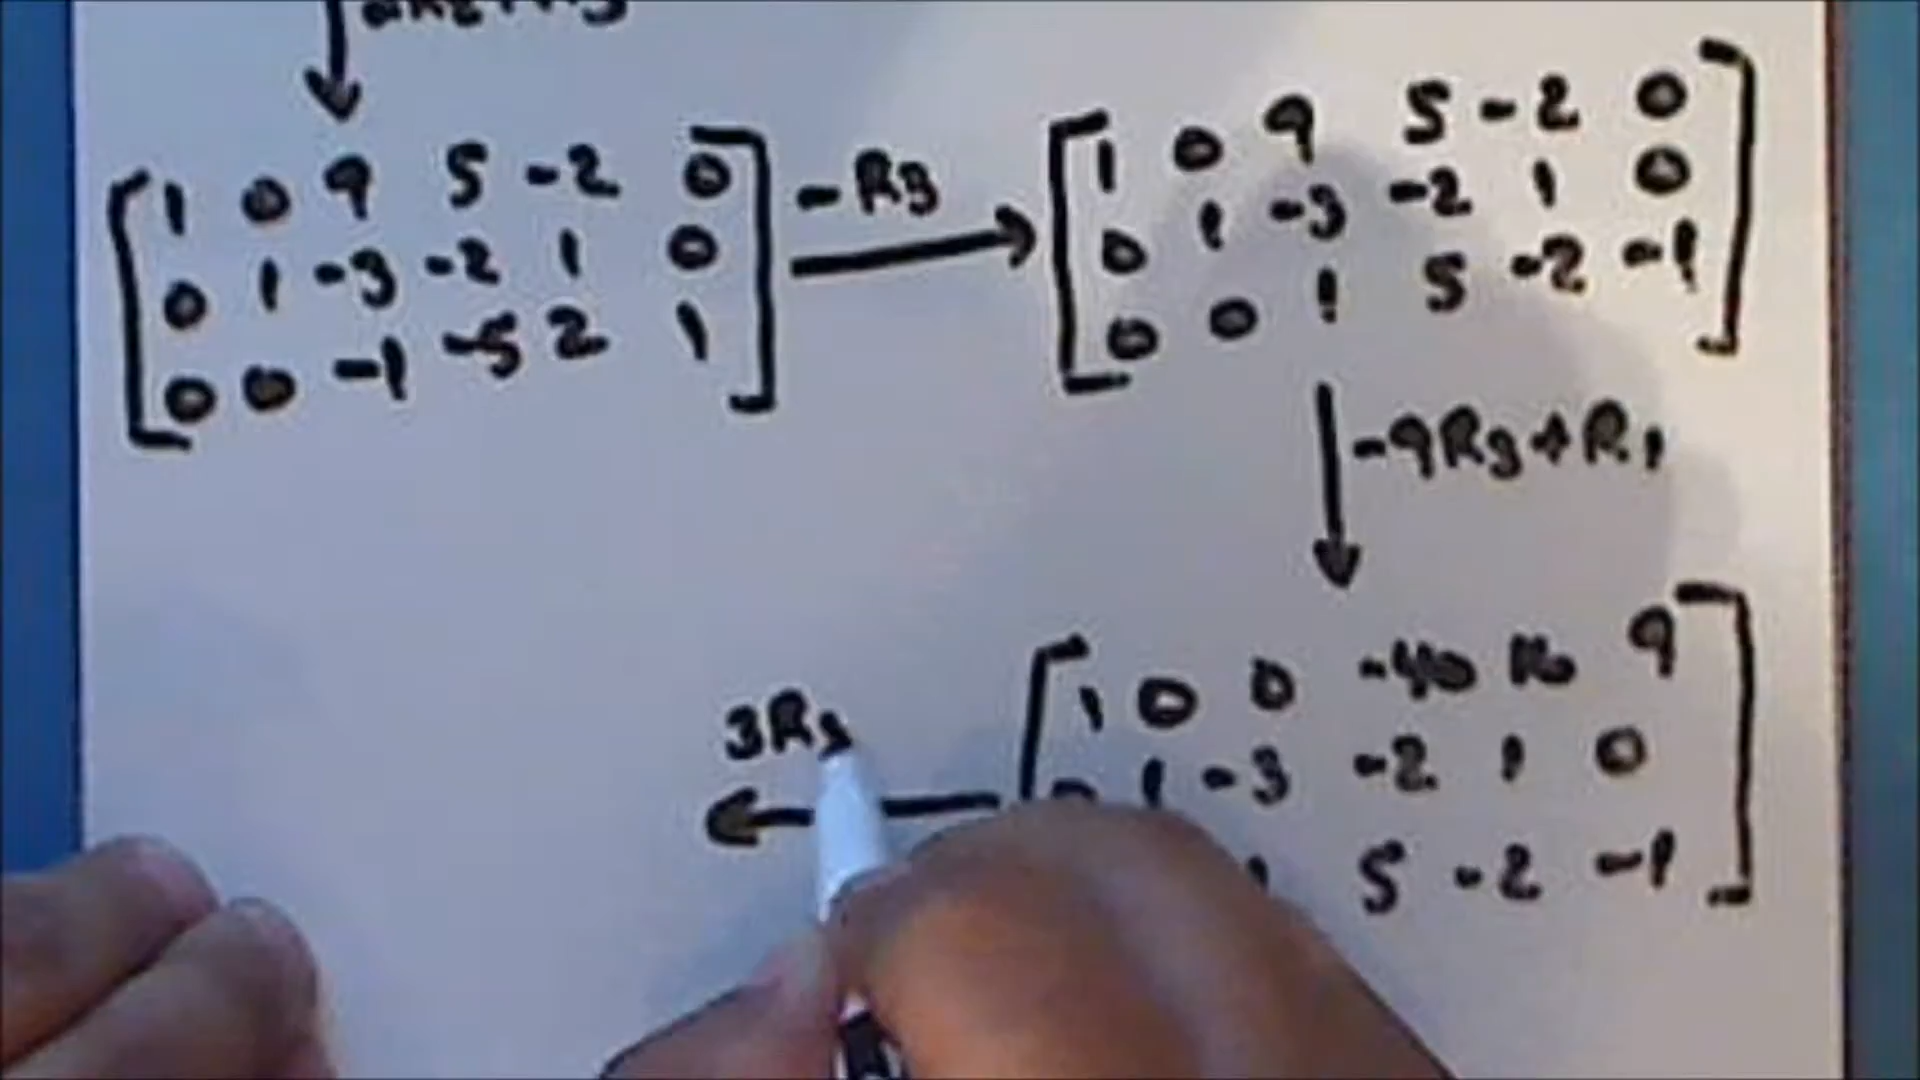 1 0 9 5 -2 0
0 1 -3 -2 1 0
0 0 -1 -5 2 1
-R3
1 0 9 5 -2 0
0 1 -3 -2 1 0
0 0 1 5 -2 -1
-9R3+R1
1 0 0 -40 16 9
1 -3 -2 1 0
5 -2 -1
3R3